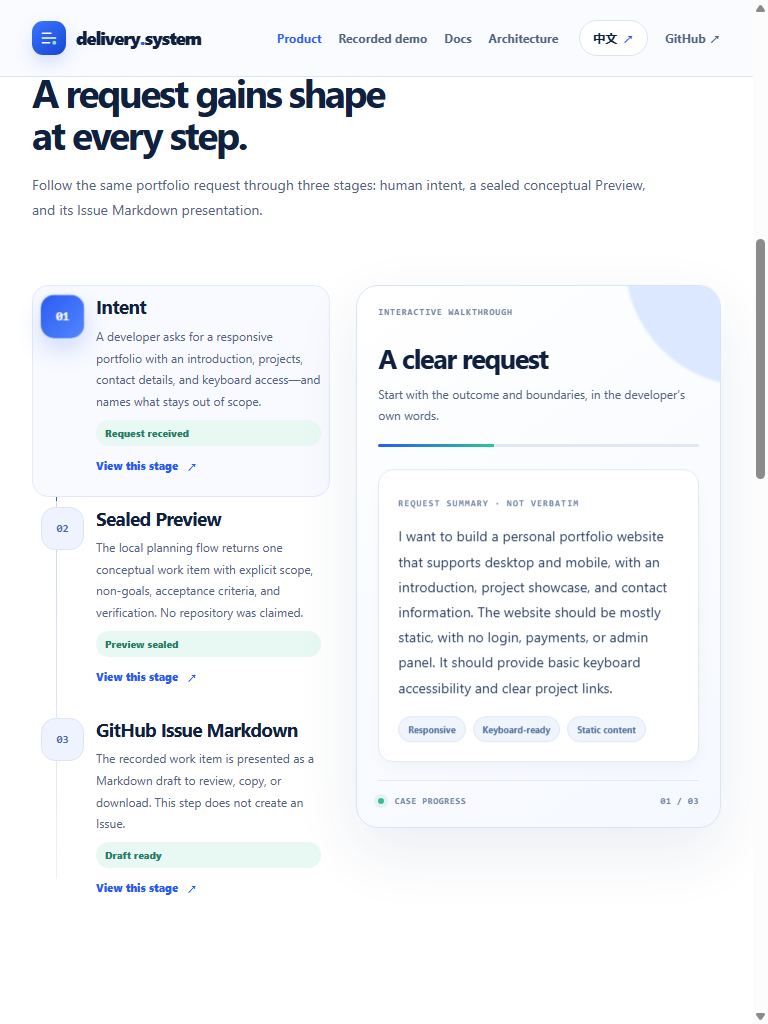 delivery.system
Product
Recorded demo
Docs
Architecture
中文 ↗
GitHub ↗
A request gains shape
at every step.
Follow the same portfolio request through three stages: human intent, a sealed conceptual Preview,
and its Issue Markdown presentation.
01
Intent
A developer asks for a responsive
portfolio with an introduction, projects,
contact details, and keyboard access—and
names what stays out of scope.
Request received
View this stage ↗
02
Sealed Preview
The local planning flow returns one
conceptual work item with explicit scope,
non-goals, acceptance criteria, and
verification. No repository was claimed.
Preview sealed
View this stage ↗
03
GitHub Issue Markdown
The recorded work item is presented as a
Markdown draft to review, copy, or
download. This step does not create an
Issue.
Draft ready
View this stage ↗
INTERACTIVE WALKTHROUGH
A clear request
Start with the outcome and boundaries, in the developer's
own words.
REQUEST SUMMARY · NOT VERBATIM
I want to build a personal portfolio website
that supports desktop and mobile, with an
introduction, project showcase, and contact
information. The website should be mostly
static, with no login, payments, or admin
panel. It should provide basic keyboard
accessibility and clear project links.
Responsive
Keyboard-ready
Static content
CASE PROGRESS
01 / 03